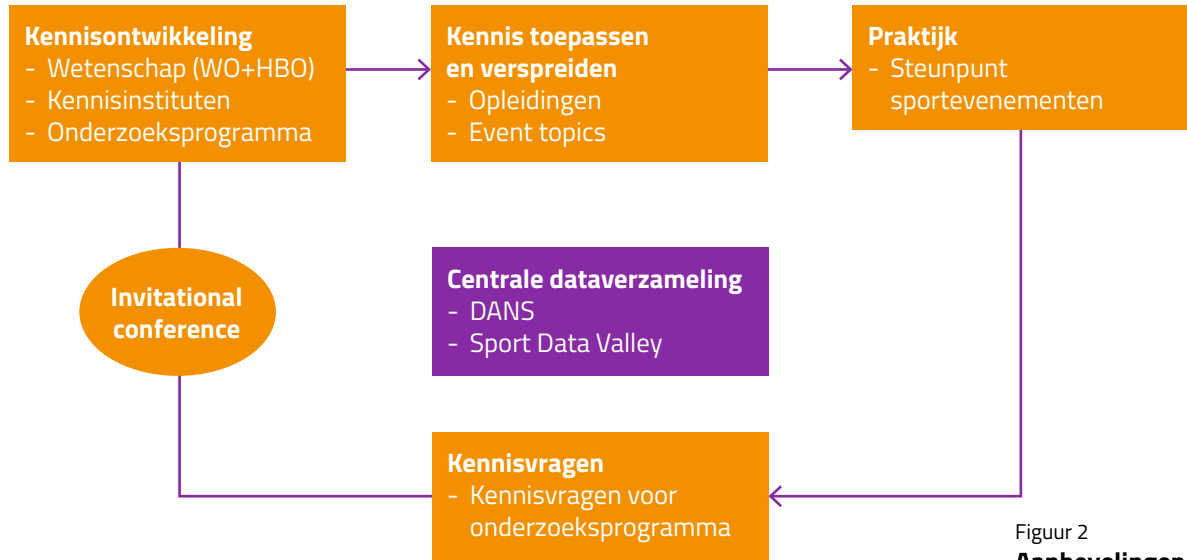 Kennisontwikkeling
- Wetenschap (WO+HBO)
- Kennisinstituten
- Onderzoeksprogramma
Kennis toepassen
en verspreiden
- Opleidingen
- Event topics
Praktijk
- Steunpunt
sportevenementen
Invitational
conference
Centrale dataverzameling
- DANS
- Sport Data Valley
Kennisvragen
- Kennisvragen voor
onderzoeksprogramma
Figuur 2
Aanbevelingen